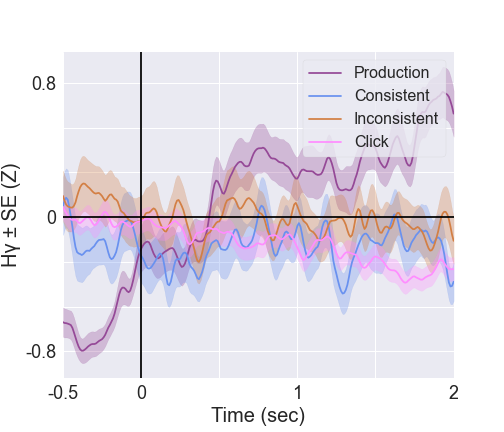 Production
Consistent
Inconsistent
Click
0.8
0
-0.8
Hγ ± SE (Z)
-0.5
0
1
2
Time (sec)